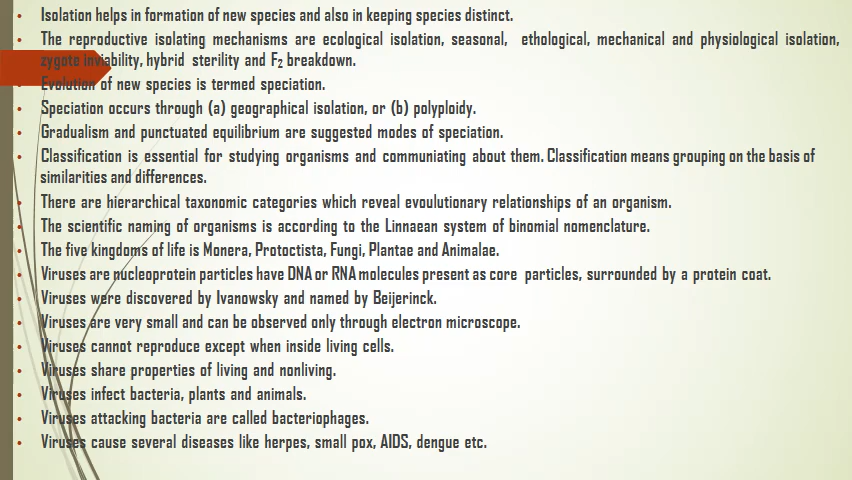 • Isolation helps in formation of new species and also in keeping species distinct.
• The reproductive isolating mechanisms are ecological isolation, seasonal, ethological, mechanical and physiological isolation,
zygote inviability, hybrid sterility and F₂ breakdown.
• Evolution of new species is termed speciation.
• Speciation occurs through (a) geographical isolation, or (b) polyploidy.
• Gradualism and punctuated equilibrium are suggested modes of speciation.
• Classification is essential for studying organisms and communiating about them. Classification means grouping on the basis of
similarities and differences.
• There are hierarchical taxonomic categories which reveal evoulutionary relationships of an organism.
• The scientific naming of organisms is according to the Linnaean system of binomial nomenclature.
• The five kingdoms of life is Monera, Protoctista, Fungi, Plantae and Animalae.
• Viruses are nucleoprotein particles have DNA or RNA molecules present as core particles, surrounded by a protein coat.
• Viruses were discovered by Ivanowsky and named by Beijerinck.
• Viruses are very small and can be observed only through electron microscope.
• Viruses cannot reproduce except when inside living cells.
• Viruses share properties of living and nonliving.
• Viruses infect bacteria, plants and animals.
• Viruses attacking bacteria are called bacteriophages.
• Viruses cause several diseases like herpes, small pox, AIDS, dengue etc.